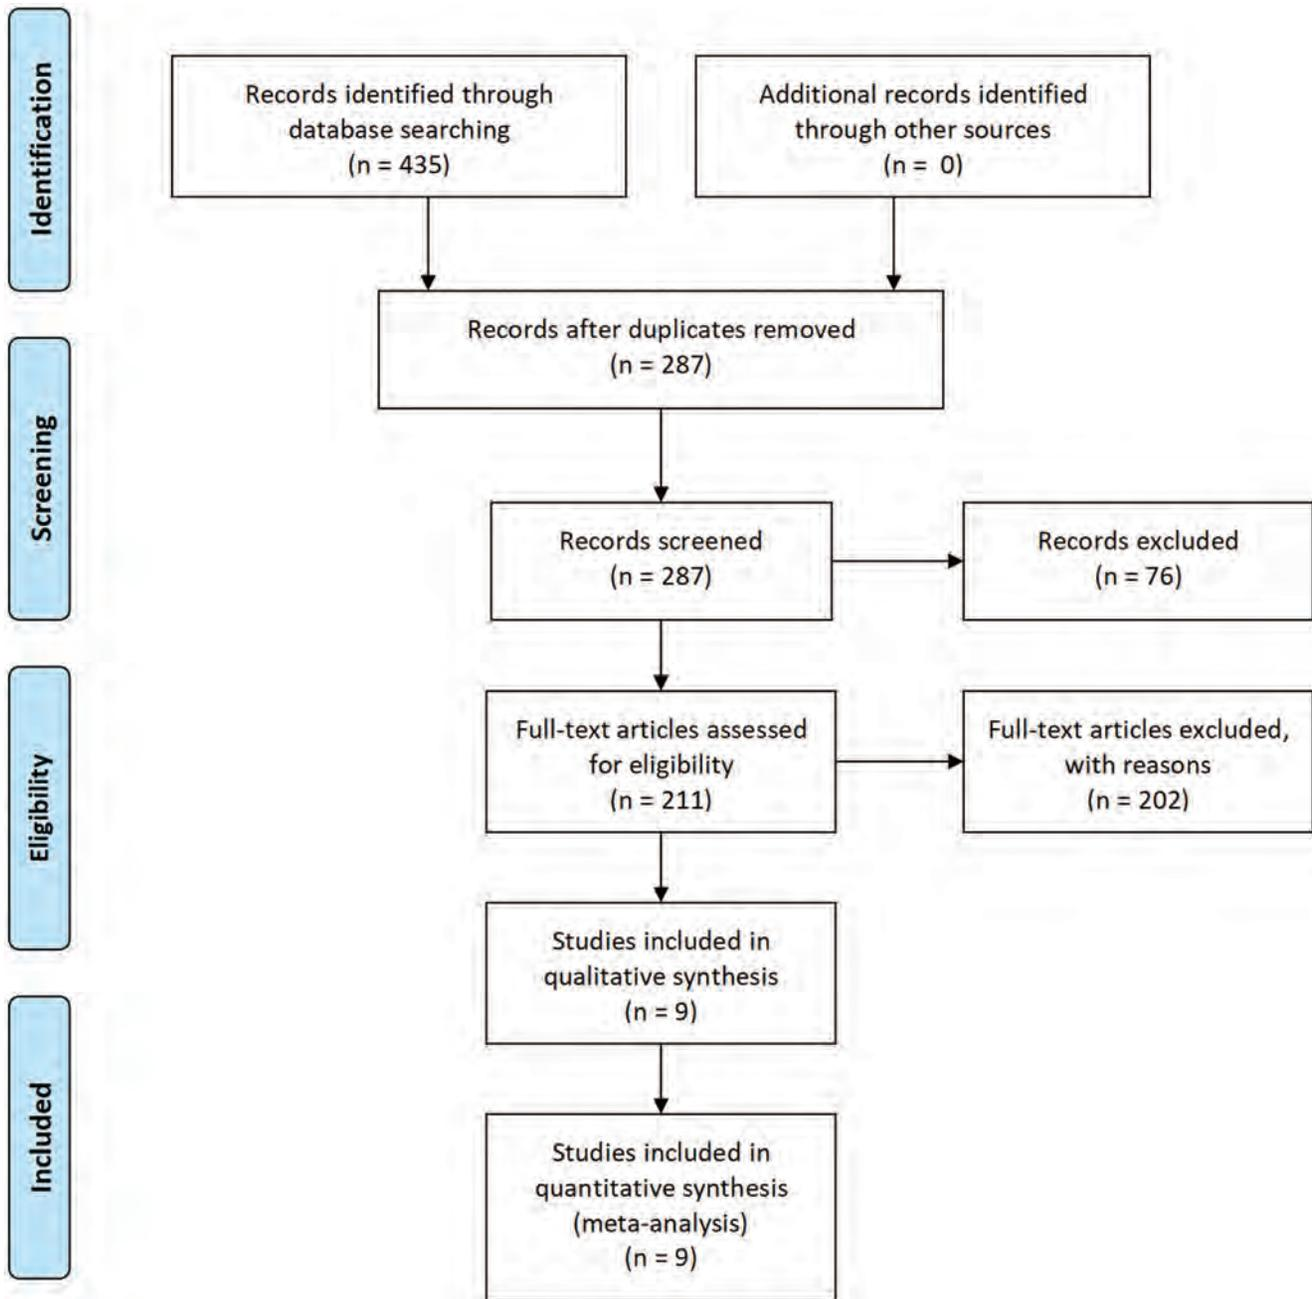 Identification
Records identified through
database searching
(n = 435)
Additional records identified
through other sources
(n =  0)
Records after duplicates removed
(n = 287)
Screening
Records screened
(n = 287)
Records excluded
(n = 76)
Eligibility
Full-text articles assessed
for eligibility
(n = 211)
Full-text articles excluded,
with reasons
(n = 202)
Studies included in
qualitative synthesis
(n = 9)
Included
Studies included in
quantitative synthesis
(meta-analysis)
(n = 9)